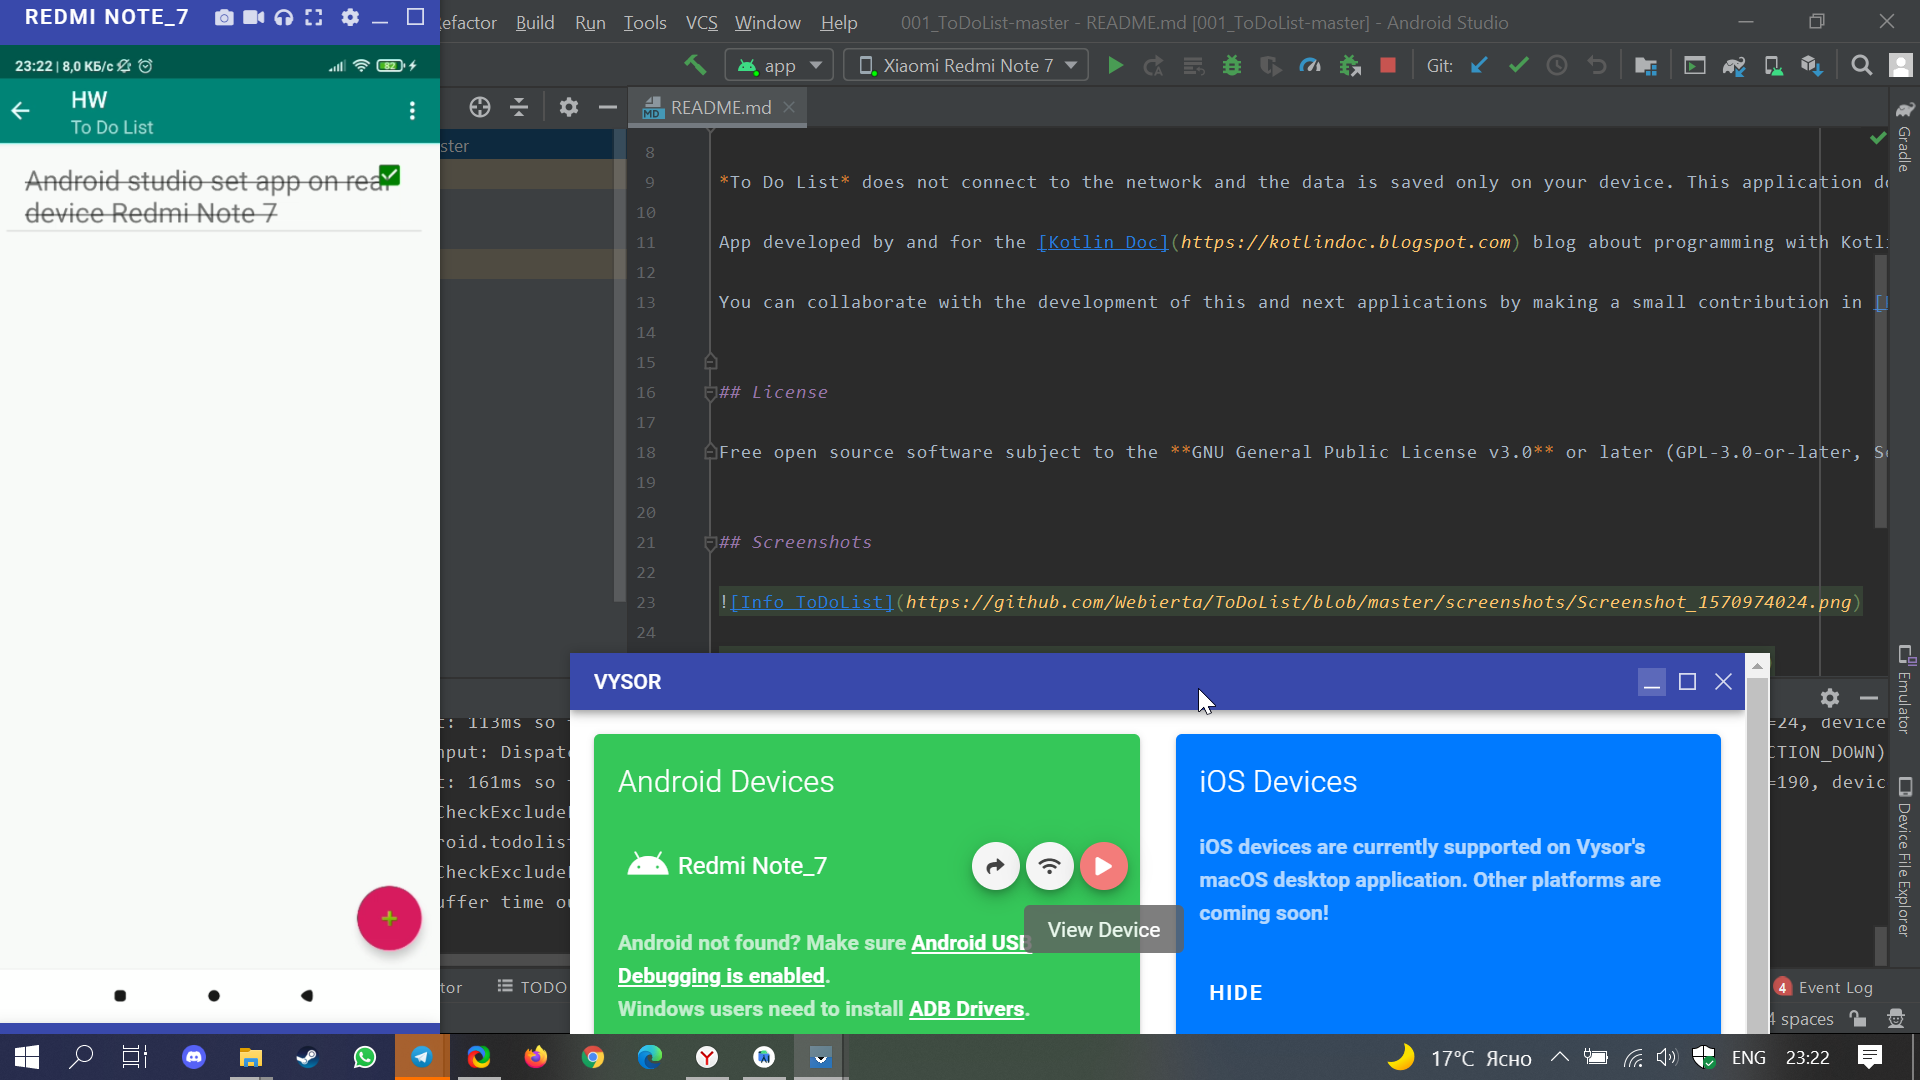 REDMI NOTE_7
23:22 | 8,0 КБ/с
82
HW
To Do List
Android studio set app on real
device Redmi Note 7
efactor Build Run Tools VCS Window Help 001_ToDoList-master - README.md [001_ToDoList-master] - Android Studio
app Xiaomi Redmi Note 7 Git:
README.md
ster
8
9 *To Do List* does not connect to the network and the data is saved only on your device. This application d
10
11 App developed by and for the [Kotlin Doc](https://kotlindoc.blogspot.com) blog about programming with Kotl
12
13 You can collaborate with the development of this and next applications by making a small contribution in [
14
15
16 ## License
17
18 Free open source software subject to the **GNU General Public License v3.0** or later (GPL-3.0-or-later, S
19
20
21 ## Screenshots
22
23 ![Info ToDoList](https://github.com/Webierta/ToDoList/blob/master/screenshots/Screenshot_1570974024.png)
24
Gradle
Emulator
Device File Explorer
VYSOR
t: 113ms so
nput: Dispat
t: 161ms so
CheckExclude
roid.todolis
CheckExclude
uffer time o
=24, device
CTION_DOWN)
=190, devic
Android Devices
Redmi Note_7
View Device
Android not found? Make sure Android USB
Debugging is enabled.
Windows users need to install ADB Drivers.
iOS Devices
iOS devices are currently supported on Vysor's
macOS desktop application. Other platforms are
coming soon!
HIDE
tor TODO
4 Event Log
4 spaces
17°C Ясно ENG 23:22